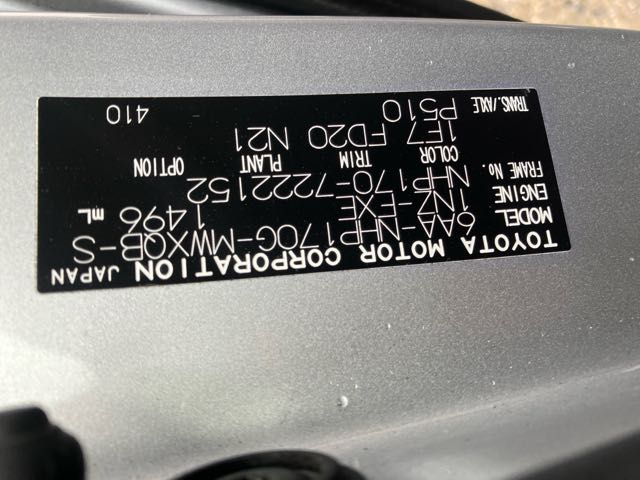 TOYOTA MOTOR CORPORATION JAPAN
MODEL 6AA-NHP170G-MWXQB-S
ENGINE 1NZ-FXE 1496 mL
FRAME No. NHP170-7222152
COLOR TRIM PLANT OPTION
1F7 FD20 N21
TRANS/AXLE P510 410